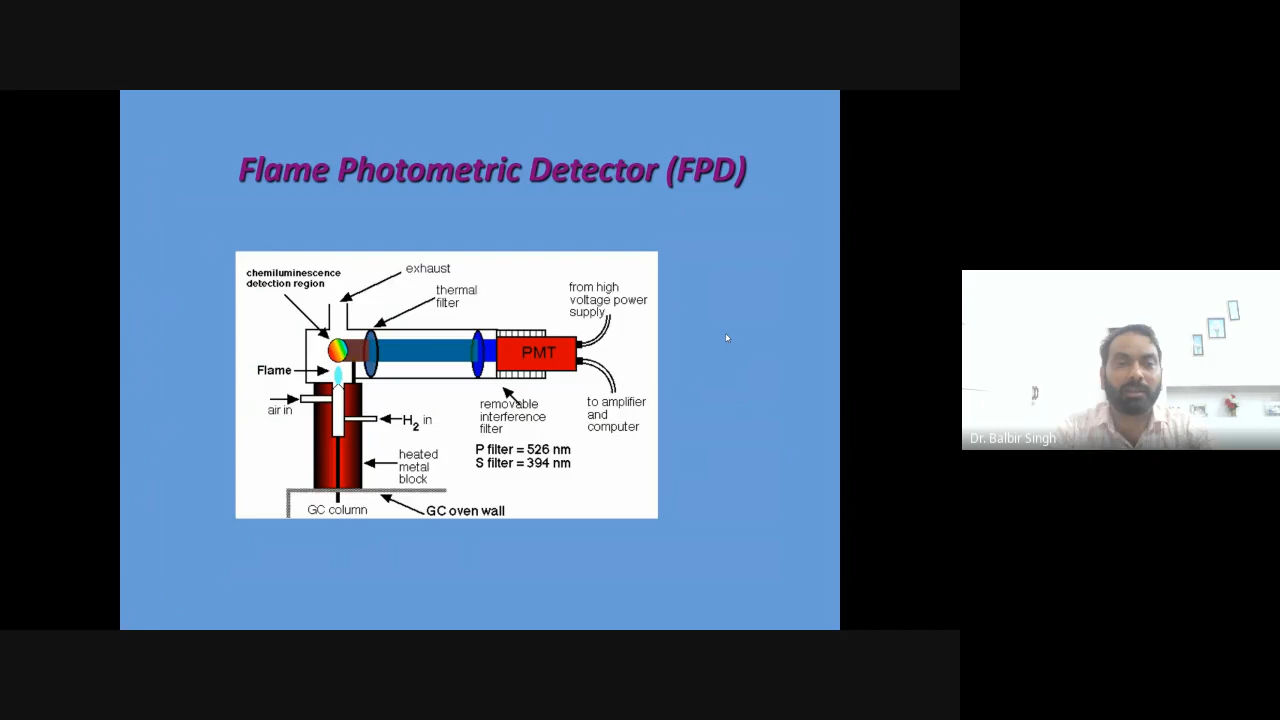 Flame Photometric Detector (FPD)
chemiluminescence
detection region
exhaust
thermal
filter
from high
voltage power
supply
PMT
Flame
air in
H2 in
removable
interference
filter
to amplifier
and
computer
P filter = 526 nm
S filter = 394 nm
heated
metal
block
GC column
GC oven wall
Dr. Balbir Singh